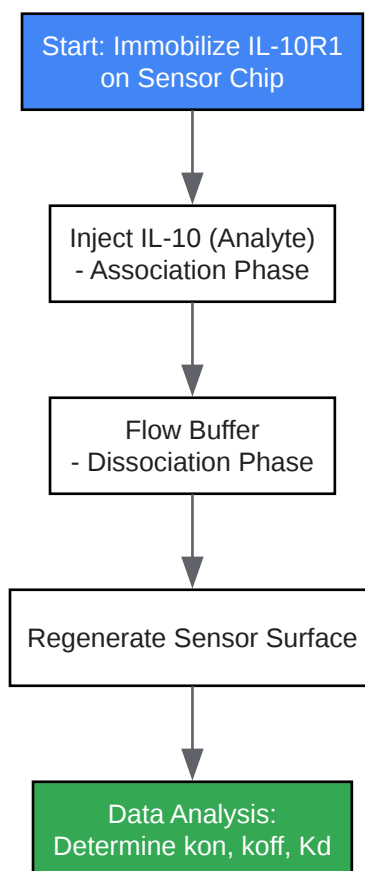 Start: Immobilize IL-10R1
on Sensor Chip
Inject IL-10 (Analyte)
- Association Phase
Flow Buffer
- Dissociation Phase
Regenerate Sensor Surface
Data Analysis:
Determine kon, koff, Kd